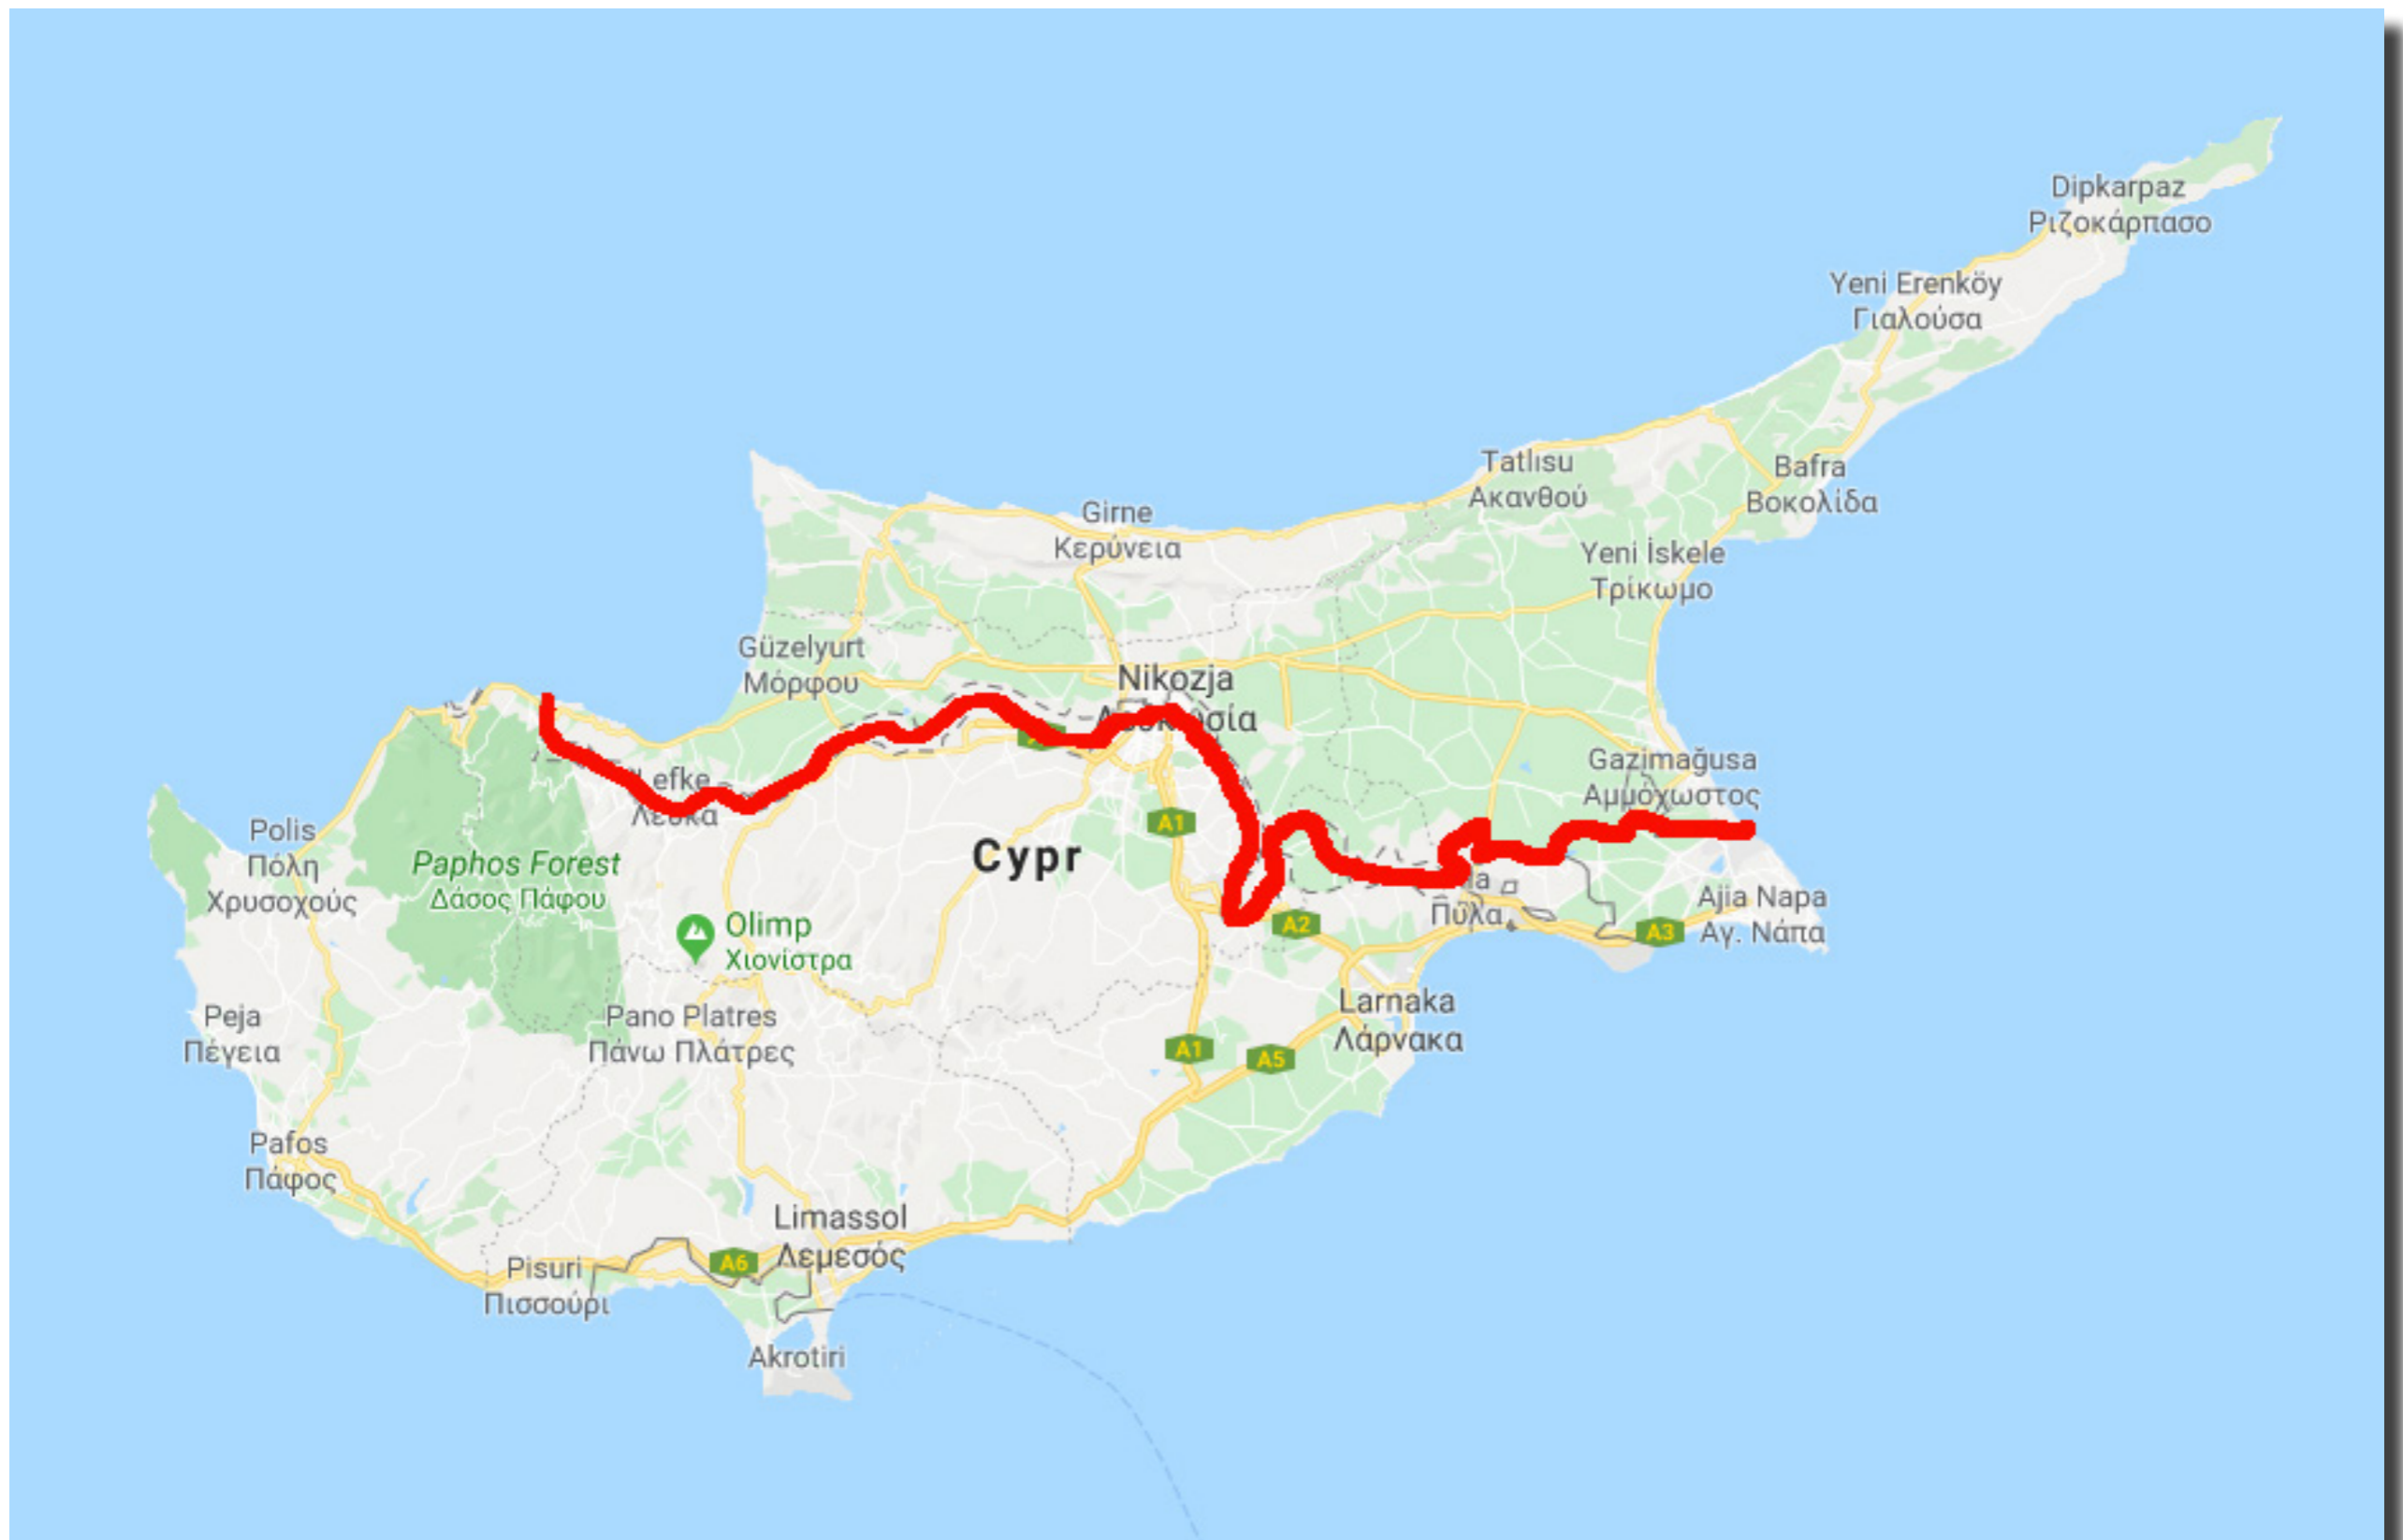 Dipkarpaz
Ριζοκάρπασο
Yeni Erenköy
Γιαλούσα
Tatlısu
Ακανθού
Bafra
Βοκολίδα
Girne
Κερύνεια
Yeni İskele
Τρίκωμο
Güzelyurt
Μόρφου
Nikozja
Λευκωσία
Gazimağusa
Αμμόχωστος
Lefke
Λεύκα
Polis
Πόλη
Χρυσοχούς
Paphos Forest
Δάσος Πάφου
Cypr
A1
Πύλα
Ajia Napa
Αγ. Νάπα
A2
A3
Olimp
Χιονίστρα
Larnaka
Λάρνακα
Peja
Πέγεια
Pano Platres
Πάνω Πλάτρες
A1
A5
Pafos
Πάφος
Limassol
Λεμεσός
A6
Pisuri
Πισσούρι
Akrotiri